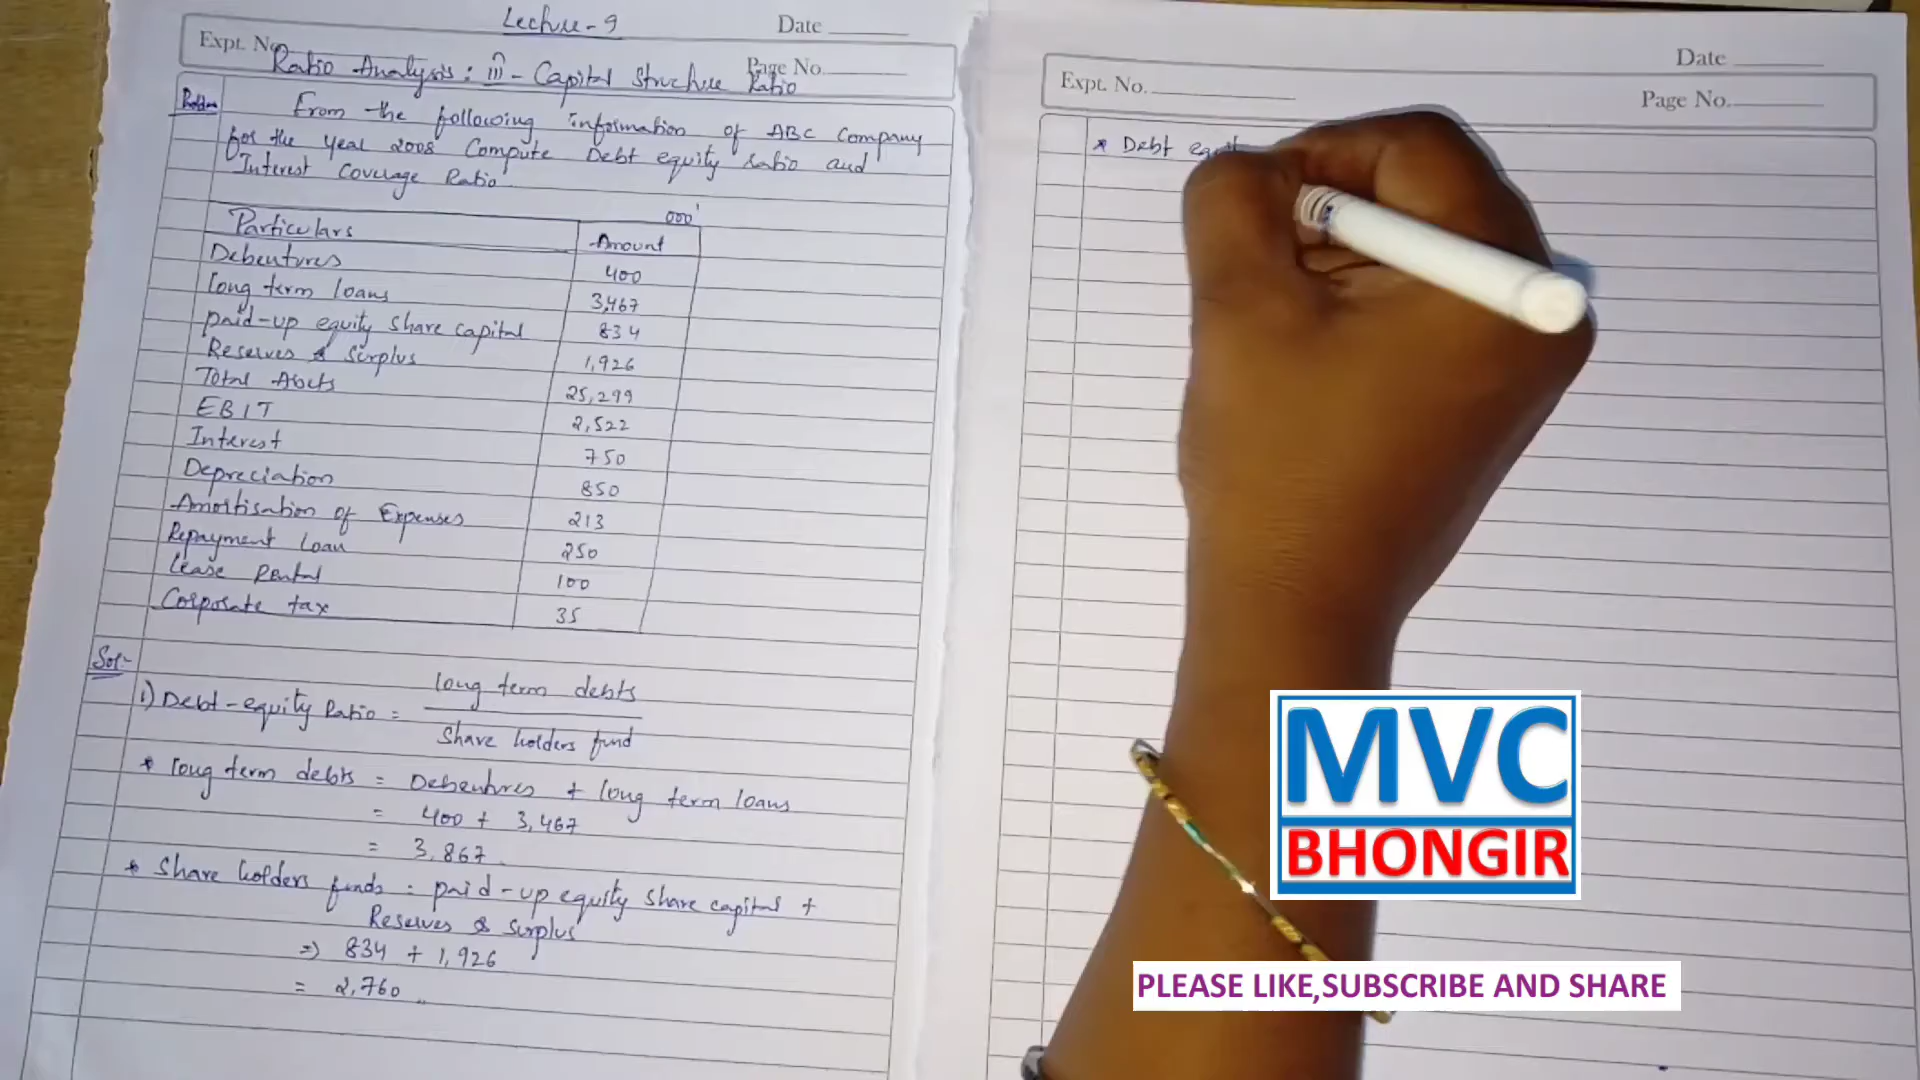 Lecture-9
Date
Expt. No
Ratio Analysis: iii - Capital Structure Ratio
Page No.
From the following information of ABC Company
for the year 2008 Compute Debt equity ratio and
Interest Coverage Ratio.
000'
Particulars Amount
Debentures 400
long term loans 3,467
paid-up equity share capital 834
Reserves & Surplus 1,926
Total Assets 25,299
EBIT 2,522
Interest 750
Depreciation 850
Amortisation of Expenses 213
Repayment Loan 250
Lease Rental 100
Corporate tax 35
Sol:-
i) Debt-equity Ratio = long term debts
Share holders fund
* long term debts = Debentures + long term loans
= 400 + 3,467
= 3,867.
* Share holders funds: paid-up equity share capital +
Reserves & Surplus
=) 834 + 1,926
= 2,760
Date
Expt. No.
Page No.
* Debt
MVC
BHONGIR
PLEASE LIKE,SUBSCRIBE AND SHARE